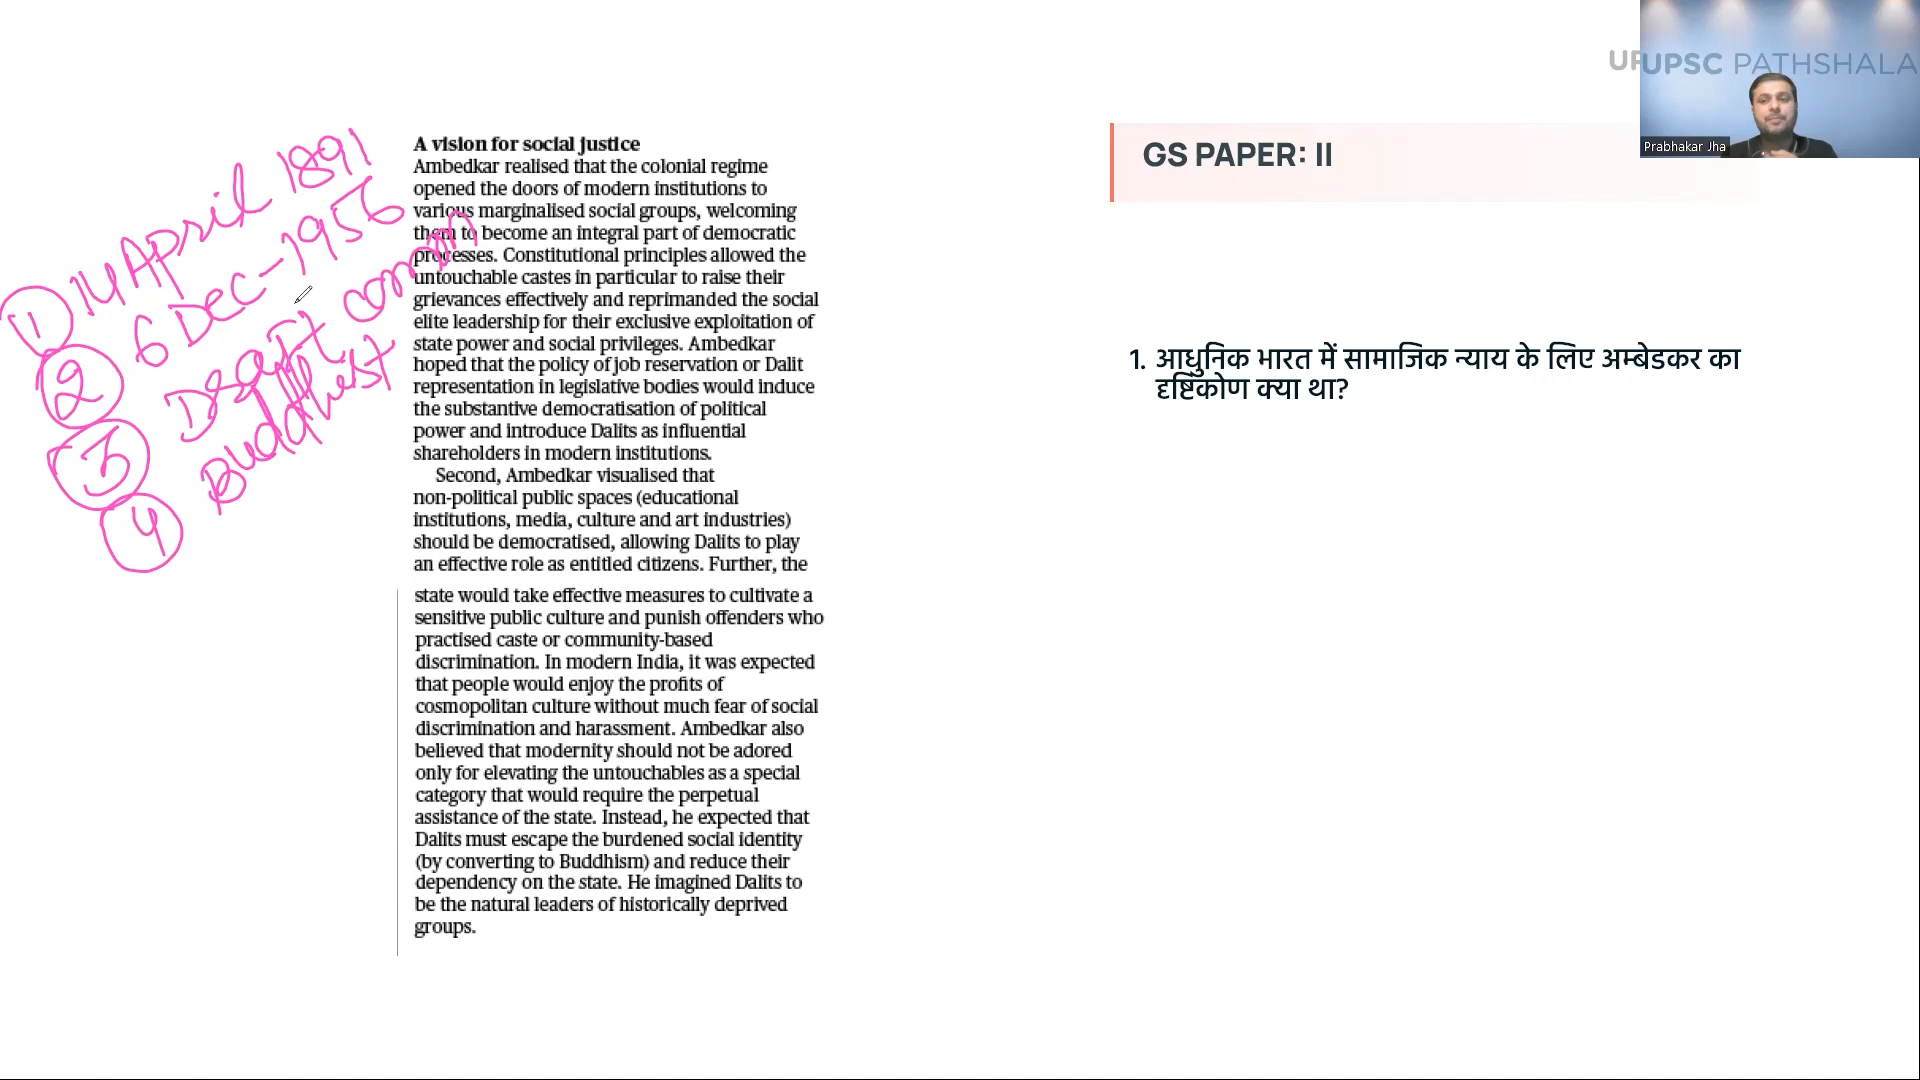 UPSC PATHSHALA
Prabhakar Jha
1) 14 April 1891
2 6 DEC-1956
3 Draft comm
4 Buddhist
A vision for social justice
Ambedkar realised that the colonial regime
opened the doors of modern institutions to
various marginalised social groups, welcoming
them to become an integral part of democratic
processes. Constitutional principles allowed the
untouchable castes in particular to raise their
grievances effectively and reprimanded the social
elite leadership for their exclusive exploitation of
state power and social privileges. Ambedkar
hoped that the policy of job reservation or Dalit
representation in legislative bodies would induce
the substantive democratisation of political
power and introduce Dalits as influential
shareholders in modern institutions.
Second, Ambedkar visualised that
non-political public spaces (educational
institutions, media, culture and art industries)
should be democratised, allowing Dalits to play
an effective role as entitled citizens. Further, the
state would take effective measures to cultivate a
sensitive public culture and punish offenders who
practised caste or community-based
discrimination. In modern India, it was expected
that people would enjoy the profits of
cosmopolitan culture without much fear of social
discrimination and harassment. Ambedkar also
believed that modernity should not be adored
only for elevating the untouchables as a special
category that would require the perpetual
assistance of the state. Instead, he expected that
Dalits must escape the burdened social identity
(by converting to Buddhism) and reduce their
dependency on the state. He imagined Dalits to
be the natural leaders of historically deprived
groups.
GS PAPER: II
1. आधुनिक भारत में सामाजिक न्याय के लिए अम्बेडकर का
दृष्टिकोण क्या था?